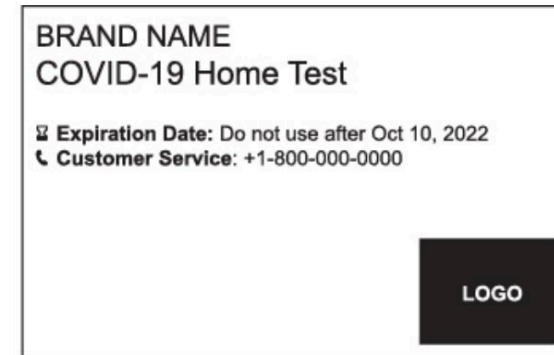 BRAND NAME
COVID-19 Home Test
⌛ Expiration Date: Do not use after Oct 10, 2022
📞 Customer Service: +1-800-000-0000
LOGO